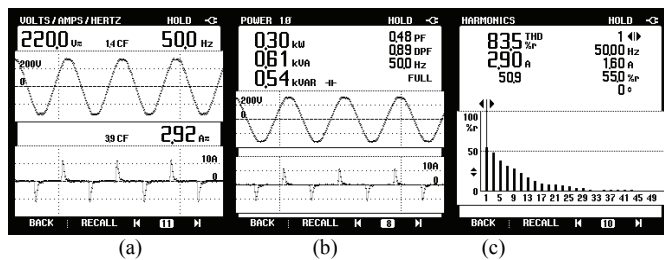 VOLTS/AMPS/HERTZ HOLD
220.0 V≂ 1.4 CF 50.0 Hz
200V
0
3.9 CF 2.92 A≂
10A
0
BACK RECALL 11
(a)
POWER 1Ø HOLD
0.30 kW 0.48 PF
0.61 kVA 0.89 DPF
0.54 kVAR 50.0 Hz
FULL
200V
0
10A
0
BACK RECALL 8
(b)
HARMONICS HOLD
83.5 THD %r 1
2.90 A 50.00 Hz
50.9 1.60 A
55.0 %r
0 °
100
%r
50
0
1 5 9 13 17 21 25 29 33 37 41 45 49
BACK RECALL 10
(c)